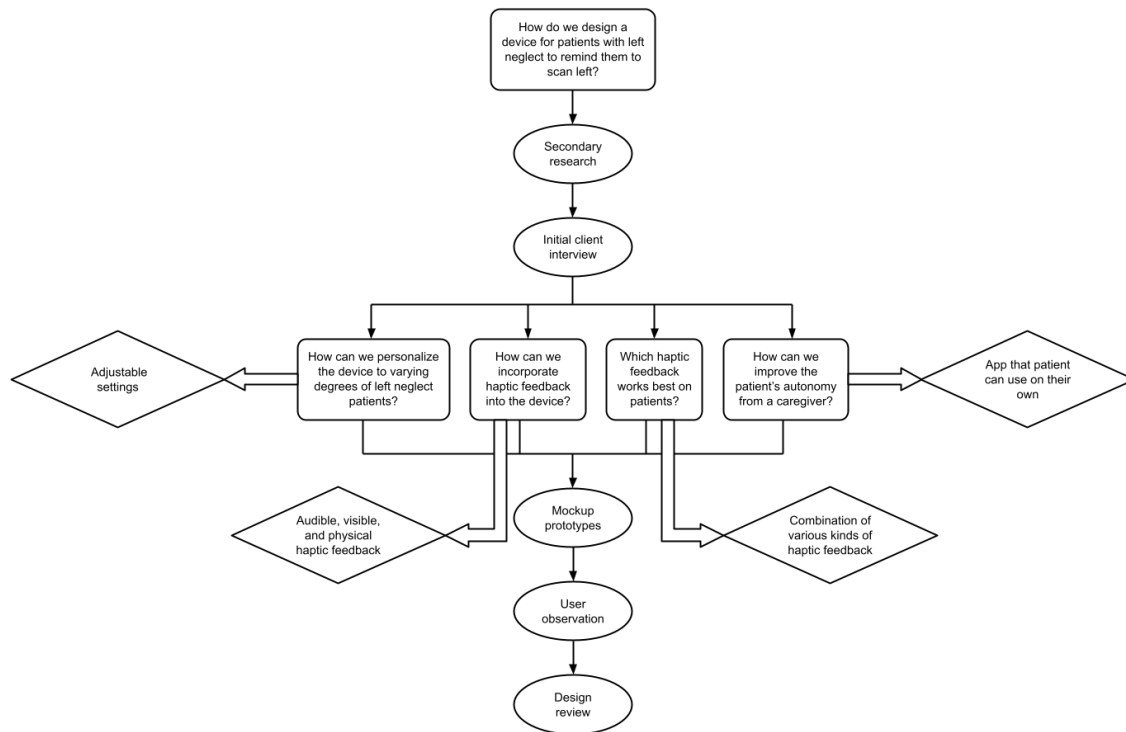 How do we design a
device for patients with left
neglect to remind them to
scan left?
Secondary
research
Initial client
interview
Adjustable
settings
How can we personalize
the device to varying
degrees of left neglect
patients?
How can we
incorporate haptic
feedback into the
device?
Which haptic
feedback
works best on
patients?
How can we
improve the
patient's autonomy
from a caregiver?
App that patient
can use on their
own
Audible, visible,
and physical
haptic feedback
Mockup
prototypes
Combination of
various kinds of
haptic feedback
User
observation
Design
review